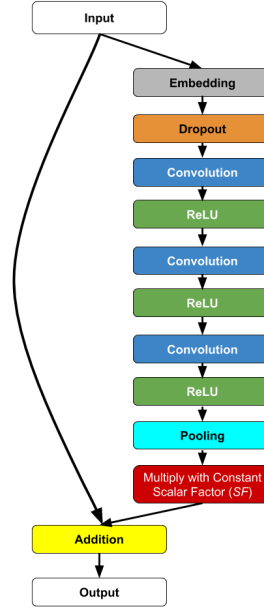 Input
Embedding
Dropout
Convolution
ReLU
Convolution
ReLU
Convolution
ReLU
Pooling
Multiply with Constant
Scalar Factor (SF)
Addition
Output